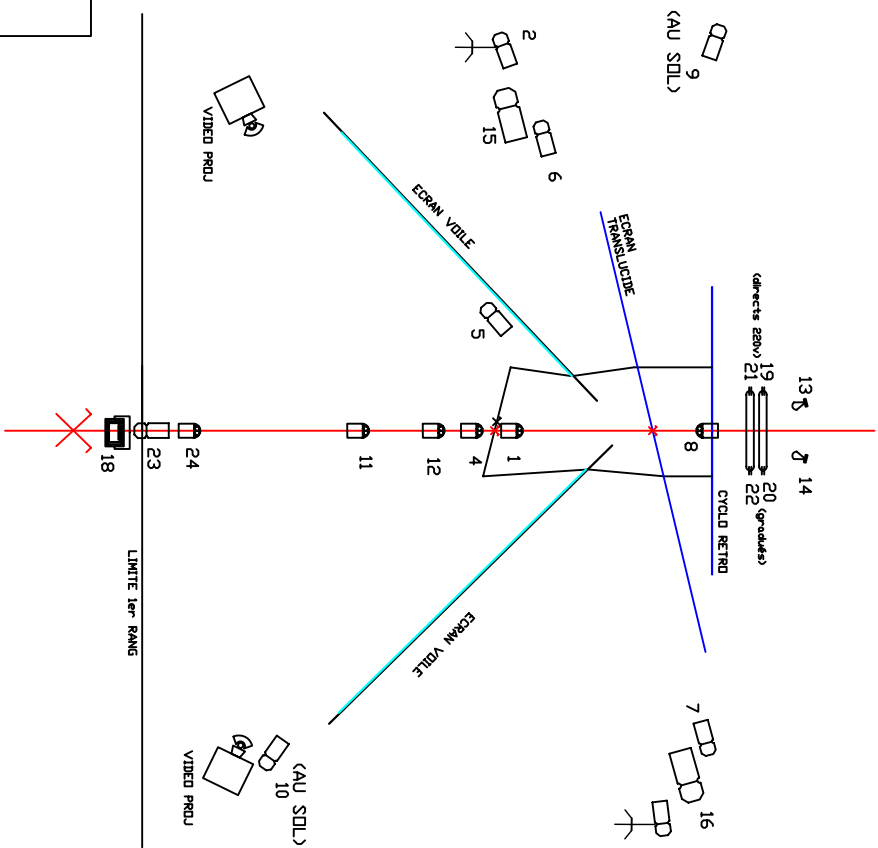 13
14
19
20
(directs 220v)
21
22
(gradués)
CYCLO RETRO
16
9
(AU SOL)
7
8
ECRAN
TRANSLUCIDE
6
2
15
1
5
4
ECRAN VOILE
ECRAN VOILE
12
11
(AU SOL)
10
VIDEO PROJ
VIDEO PROJ
24
23
LIMITE 1er RANG
18